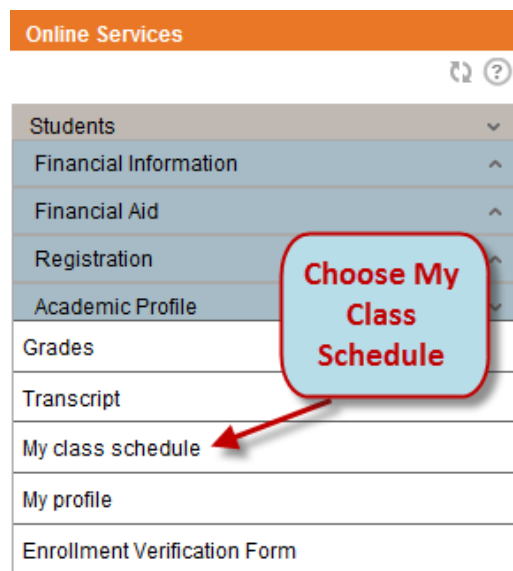 Online Services
?
Students
Financial Information
Financial Aid
Registration
Academic Profile
Choose My
Class
Schedule
Grades
Transcript
My class schedule
My profile
Enrollment Verification Form